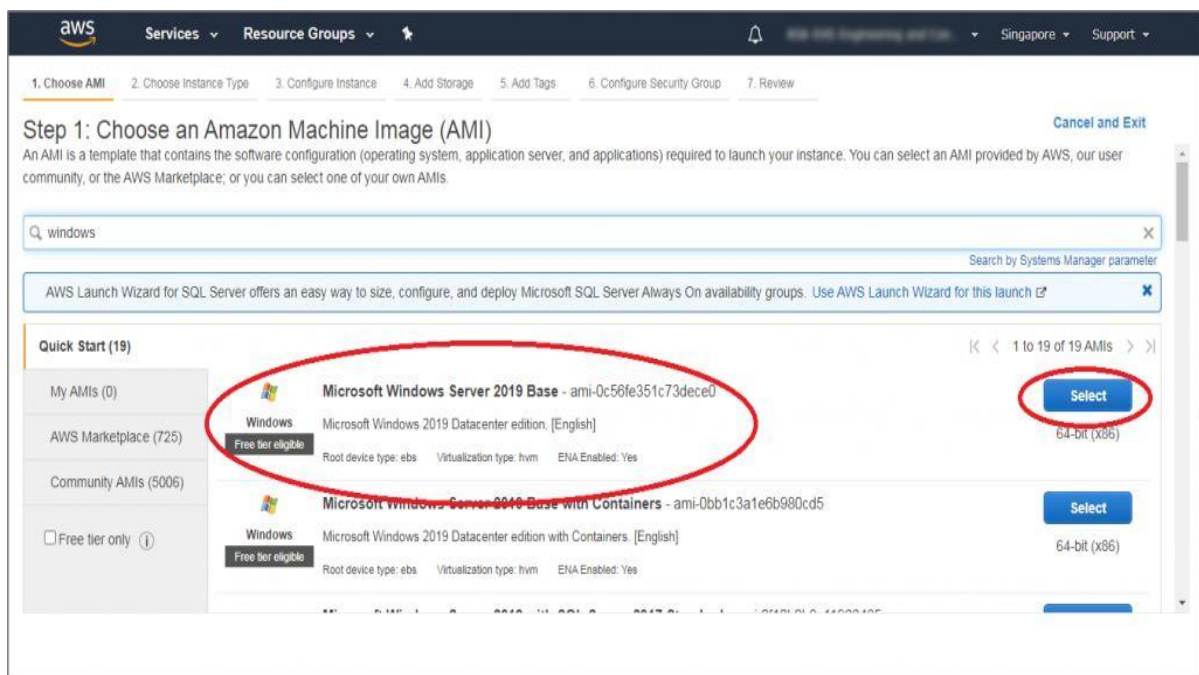 aws Services Resource Groups Singapore Support
1. Choose AMI 2. Choose Instance Type 3. Configure Instance 4. Add Storage 5. Add Tags 6. Configure Security Group 7. Review
Step 1: Choose an Amazon Machine Image (AMI)
Cancel and Exit
An AMI is a template that contains the software configuration (operating system, application server, and applications) required to launch your instance. You can select an AMI provided by AWS, our user
community, or the AWS Marketplace; or you can select one of your own AMIs.
windows
Search by Systems Manager parameter
AWS Launch Wizard for SQL Server offers an easy way to size, configure, and deploy Microsoft SQL Server Always On availability groups. Use AWS Launch Wizard for this launch
Quick Start (19)
1 to 19 of 19 AMIs
My AMIs (0)
AWS Marketplace (725)
Community AMIs (5006)
Free tier only
Windows
Free tier eligible
Microsoft Windows Server 2019 Base - ami-0c56fe351c73dece0
Microsoft Windows 2019 Datacenter edition. [English]
Root device type: ebs Virtualization type: hvm ENA Enabled: Yes
Select
64-bit (x86)
Windows
Free tier eligible
Microsoft Windows Server 2019 Base with Containers - ami-0bb1c3a1e6b980cd5
Microsoft Windows 2019 Datacenter edition with Containers. [English]
Root device type: ebs Virtualization type: hvm ENA Enabled: Yes
Select
64-bit (x86)